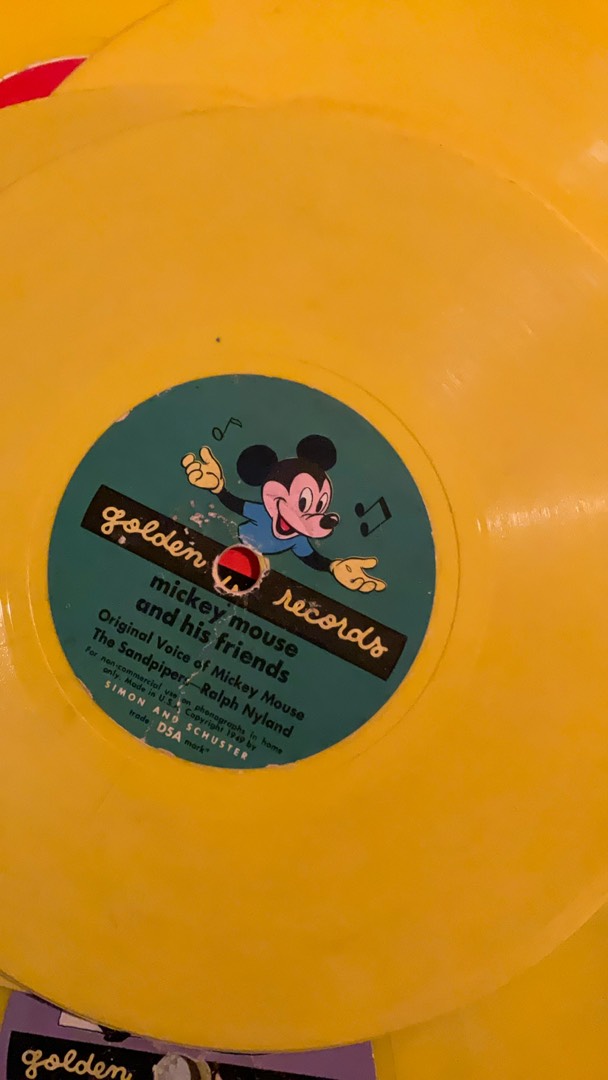 golden records
mickey mouse
and his friends
Original Voice of Mickey Mouse
The Sandpipers—Ralph Nyland
For non-commercial use on phonographs in home
only. Made in U.S.A. Copyright 1949 by
SIMON AND SCHUSTER
trade D5A mark*
golden